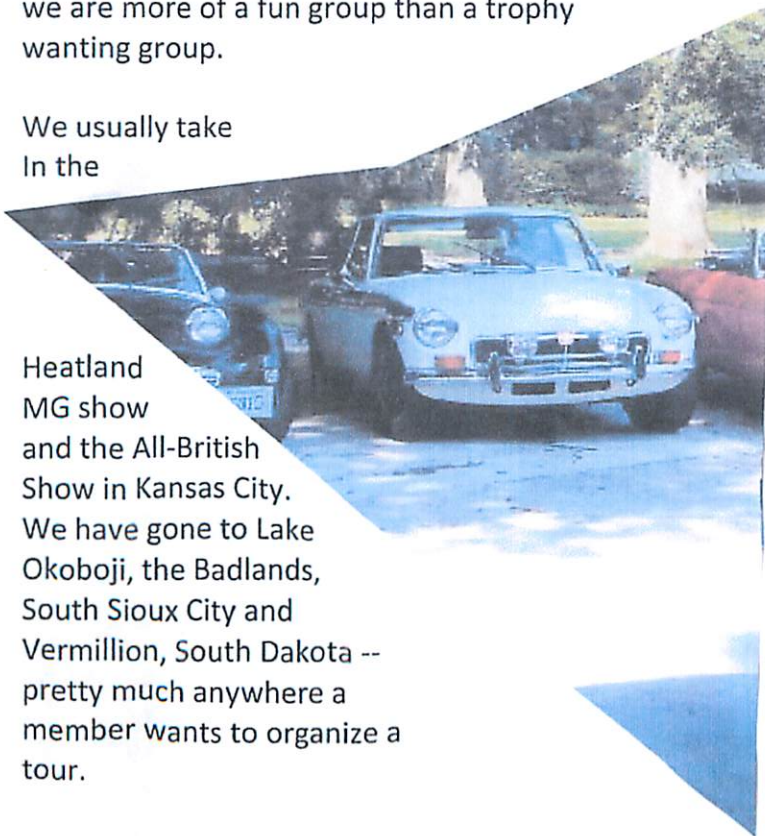 we are more of a fun group than a trophy
wanting group.
We usually take
In the
Heatland
MG show
and the All-British
Show in Kansas City.
We have gone to Lake
Okoboji, the Badlands,
South Sioux City and
Vermillion, South Dakota --
pretty much anywhere a
member wants to organize a
tour.